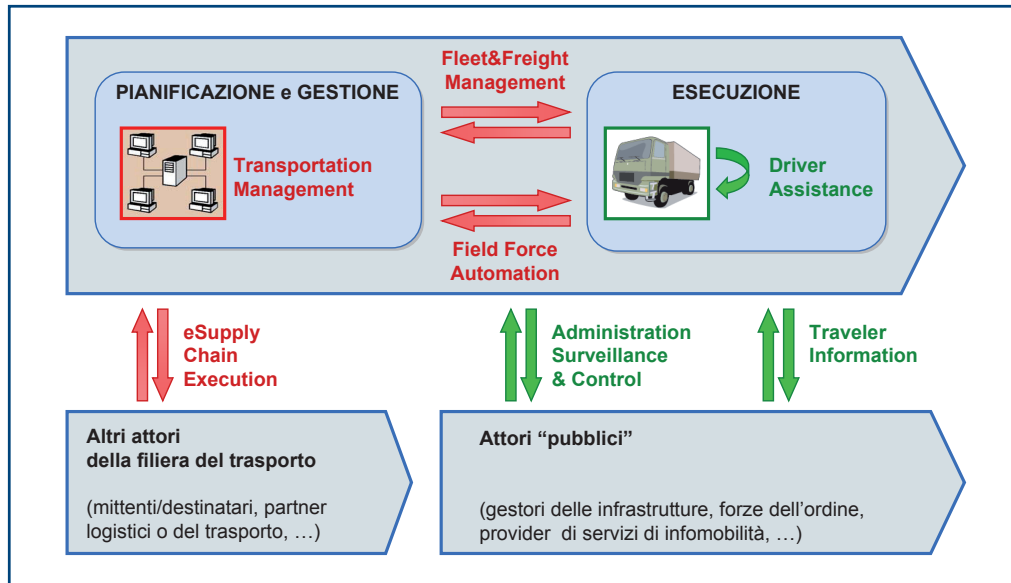 Fleet&Freight
Management
PIANIFICAZIONE e GESTIONE
ESECUZIONE
Transportation
Management
Driver
Assistance
Field Force
Automation
eSupply
Chain
Execution
Administration
Surveillance
& Control
Traveler
Information
Altri attori
della filiera del trasporto
(mittenti/destinatari, partner
logistici o del trasporto, …)
Attori “pubblici”
(gestori delle infrastrutture, forze dell’ordine,
provider di servizi di infomobilità, …)